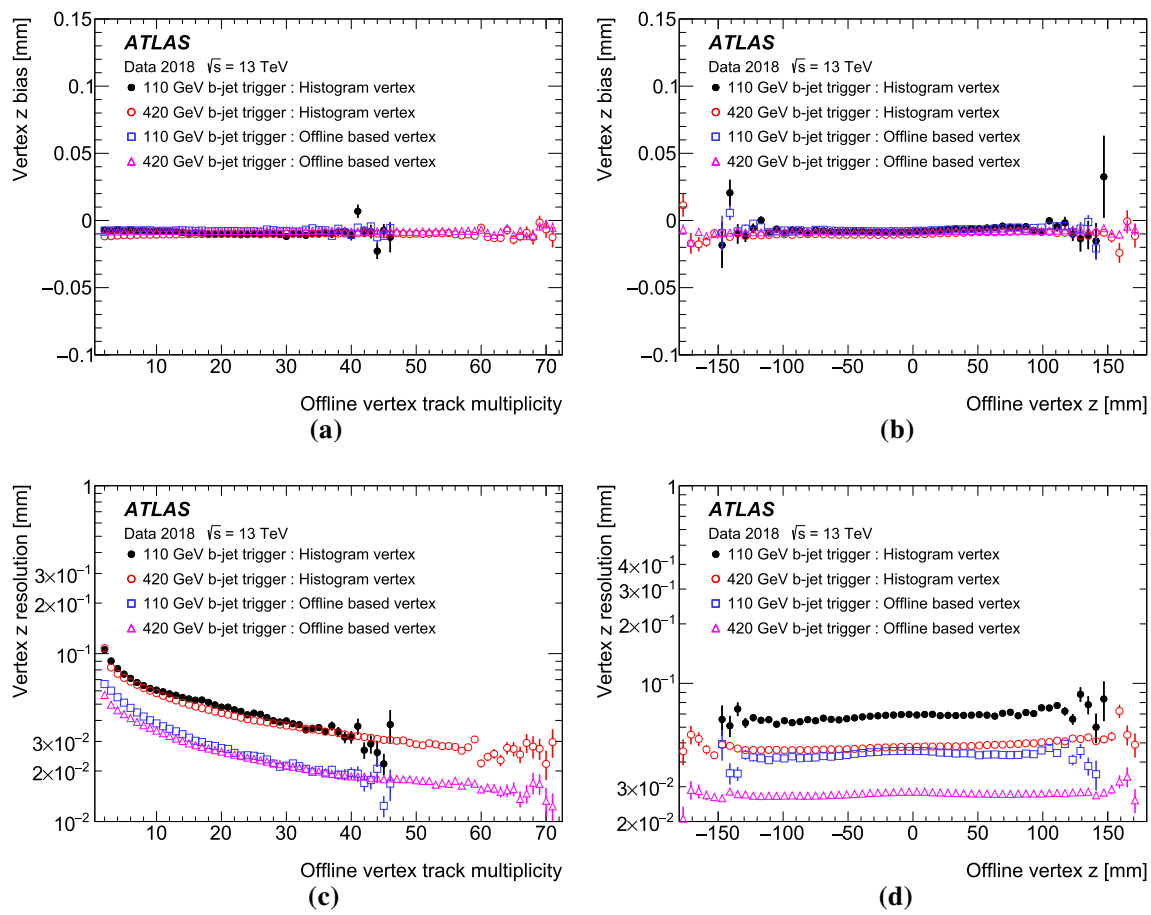 Vertex z bias [mm]
0.15
0.1
0.05
0
−0.05
−0.1
ATLAS
Data 2018 √s = 13 TeV
110 GeV b-jet trigger : Histogram vertex
420 GeV b-jet trigger : Histogram vertex
110 GeV b-jet trigger : Offline based vertex
420 GeV b-jet trigger : Offline based vertex
10 20 30 40 50 60 70
Offline vertex track multiplicity
(a)
Vertex z bias [mm]
0.15
0.1
0.05
0
−0.05
−0.1
ATLAS
Data 2018 √s = 13 TeV
110 GeV b-jet trigger : Histogram vertex
420 GeV b-jet trigger : Histogram vertex
110 GeV b-jet trigger : Offline based vertex
420 GeV b-jet trigger : Offline based vertex
−150 −100 −50 0 50 100 150
Offline vertex z [mm]
(b)
Vertex z resolution [mm]
1
3×10⁻¹
2×10⁻¹
10⁻¹
3×10⁻²
2×10⁻²
10⁻²
ATLAS
Data 2018 √s = 13 TeV
110 GeV b-jet trigger : Histogram vertex
420 GeV b-jet trigger : Histogram vertex
110 GeV b-jet trigger : Offline based vertex
420 GeV b-jet trigger : Offline based vertex
10 20 30 40 50 60 70
Offline vertex track multiplicity
(c)
Vertex z resolution [mm]
1
4×10⁻¹
3×10⁻¹
2×10⁻¹
10⁻¹
3×10⁻²
2×10⁻²
ATLAS
Data 2018 √s = 13 TeV
110 GeV b-jet trigger : Histogram vertex
420 GeV b-jet trigger : Histogram vertex
110 GeV b-jet trigger : Offline based vertex
420 GeV b-jet trigger : Offline based vertex
−150 −100 −50 0 50 100 150
Offline vertex z [mm]
(d)